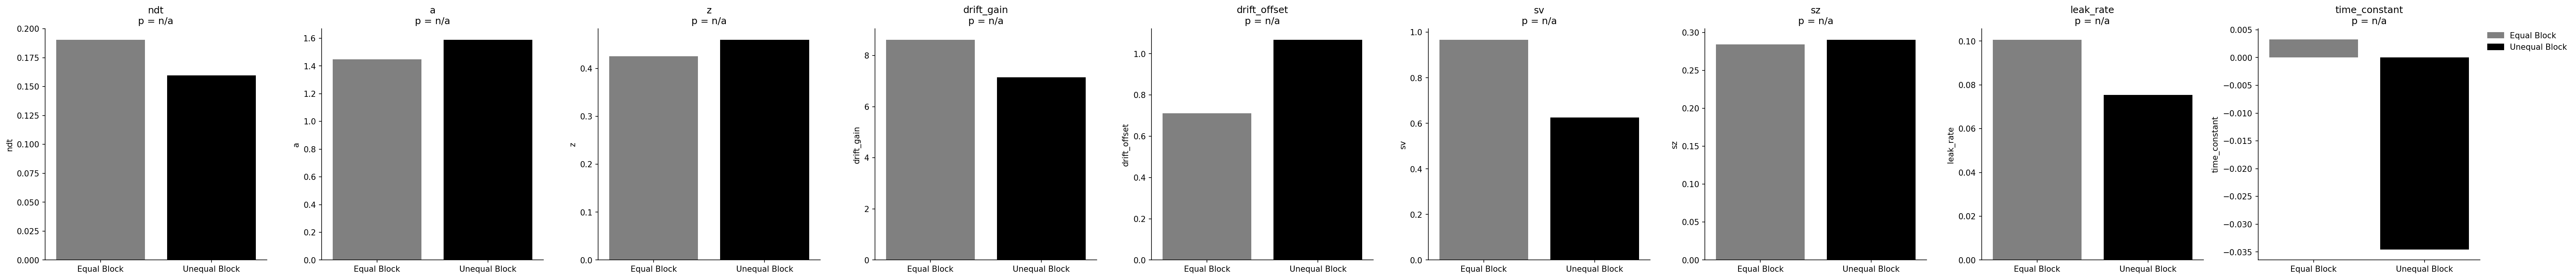 ndt
p = n/a
0.200
0.175
0.150
0.125
0.100
0.075
0.050
0.025
0.000
ndt
Equal Block
Unequal Block
a
p = n/a
1.6
1.4
1.2
1.0
0.8
0.6
0.4
0.2
0.0
a
Equal Block
Unequal Block
z
p = n/a
0.4
0.3
0.2
0.1
0.0
z
Equal Block
Unequal Block
drift_gain
p = n/a
8
6
4
2
0
drift_gain
Equal Block
Unequal Block
drift_offset
p = n/a
1.0
0.8
0.6
0.4
0.2
0.0
drift_offset
Equal Block
Unequal Block
sv
p = n/a
1.0
0.8
0.6
0.4
0.2
0.0
sv
Equal Block
Unequal Block
sz
p = n/a
0.30
0.25
0.20
0.15
0.10
0.05
0.00
sz
Equal Block
Unequal Block
leak_rate
p = n/a
0.10
0.08
0.06
0.04
0.02
0.00
leak_rate
Equal Block
Unequal Block
time_constant
p = n/a
0.005
0.000
−0.005
−0.010
−0.015
−0.020
−0.025
−0.030
−0.035
time_constant
Equal Block
Unequal Block
Equal Block
Unequal Block